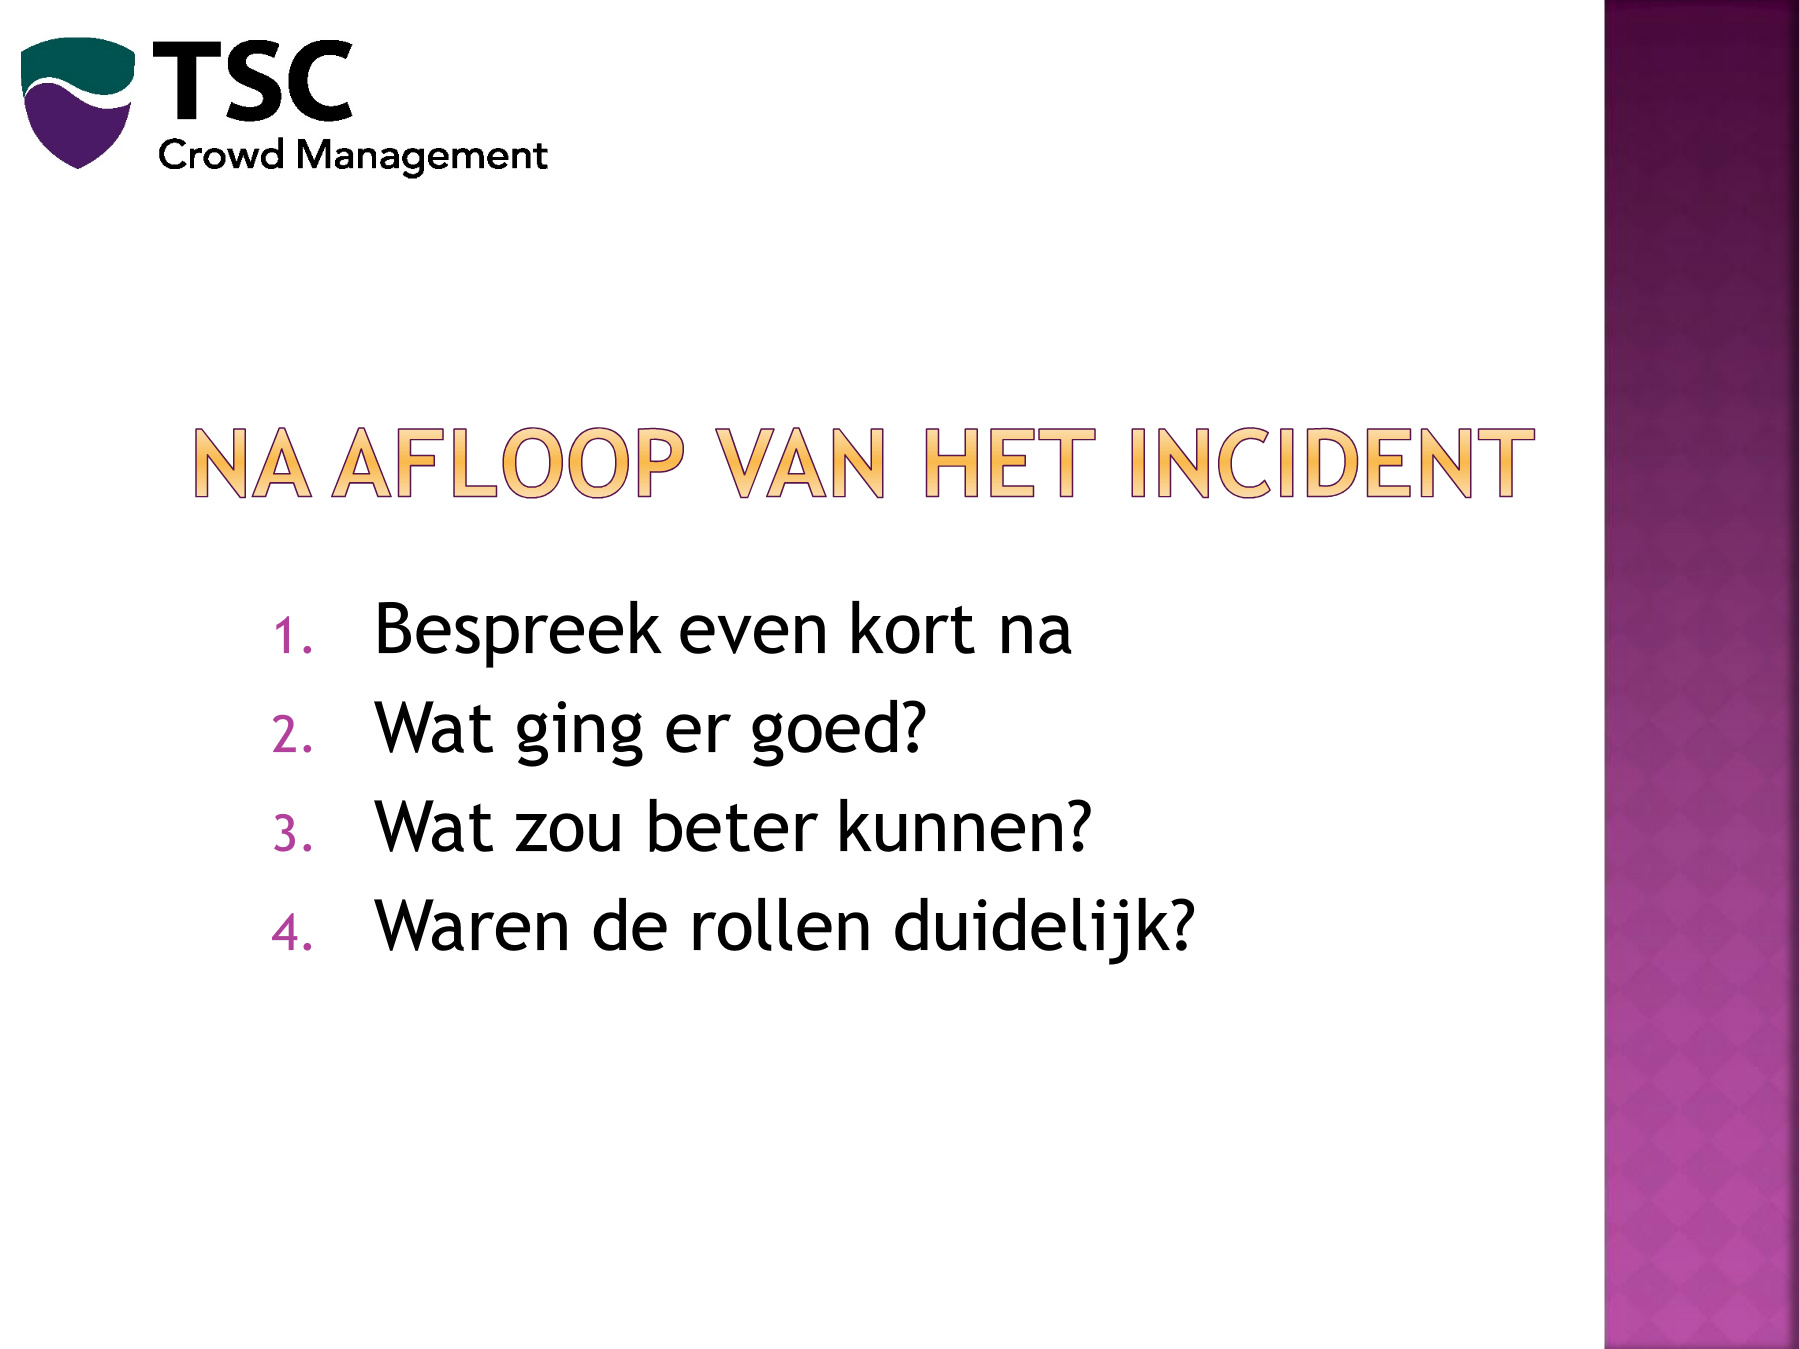 TSC
Crowd Management
NA AFLOOP VAN HET INCIDENT
1. Bespreek even kort na
2. Wat ging er goed?
3. Wat zou beter kunnen?
4. Waren de rollen duidelijk?